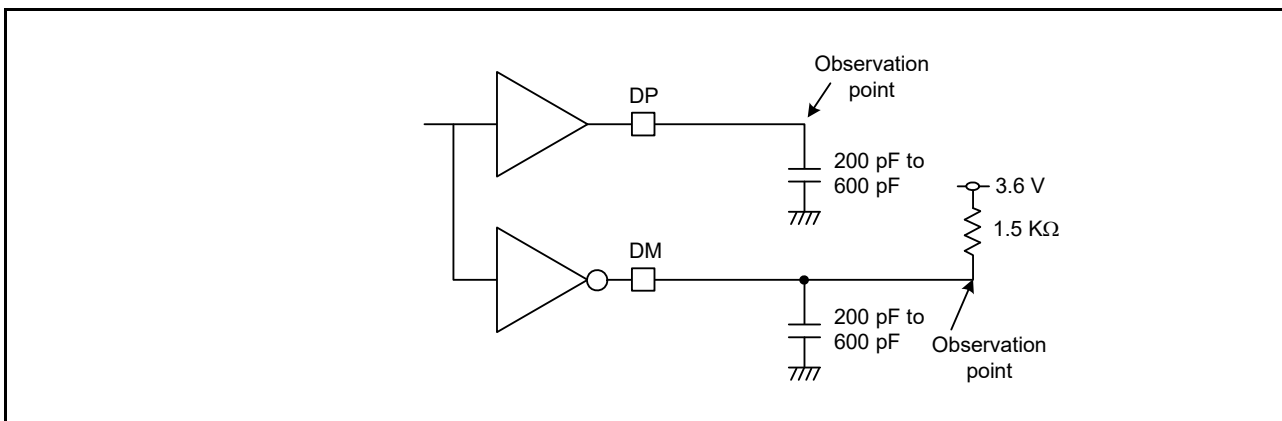 Observation
point
DP
200 pF to
600 pF
3.6 V
1.5 KΩ
DM
200 pF to
600 pF
Observation
point